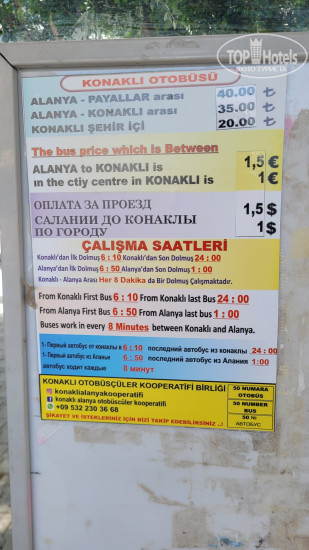 TOP Hotels
KONAKLI OTOBÜSÜ
ALANYA - PAYALLAR arası 40.00 ₺
ALANYA - KONAKLI arası 35.00 ₺
KONAKLI ŞEHİR İÇİ 20.00 ₺
The bus price which is Between
ALANYA to KONAKLI is 1,5€
ın the ctiy centre in KONAKLI is 1€
ОПЛАТА ЗА ПРОЕЗД
САЛАНИИ ДО КОНАКЛЫ 1,5$
ПО ГОРОДУ 1$
ÇALIŞMA SAATLERİ
Konaklı'dan İlk Dolmuş 6 : 10 Konaklı'dan Son Dolmuş 24 : 00
Alanya'dan İlk Dolmuş 6 : 50 Alanya'dan Son Dolmuş 1 : 00
Konaklı - Alanya Arası Her 8 Dakika da Bir Dolmuş Çalışmaktadır.
From Konaklı First Bus 6 : 10 From Konaklı last Bus 24 : 00
From Alanya First Bus 6 : 50 From Alanya last bus 1 : 00
Buses work in every 8 Minutes between Konaklı and Alanya.
1- Первый автобус от конаклы в 6 : 10 последний автобус из конаклы 24 : 00
1- Первый автобус из Аланьи 6 : 50 последний автобус из Алания 1:00
автобус ходит каждые 8 минут
KONAKLI OTOBÜSÇÜLER KOOPERATİFİ BİRLİĞİ
konaklialanyakooperatifi
konaklı alanya otobüscüler kooperatifi
+09 532 230 36 68
ŞİKAYET VE İSTEKLERİNİZ İÇİN BİZİ TAKİP EDEBİLİRSİNİZ ..!
50 NUMARA
OTOBÜS
50 NUMBER
BUS
50 №
АВТОБУС